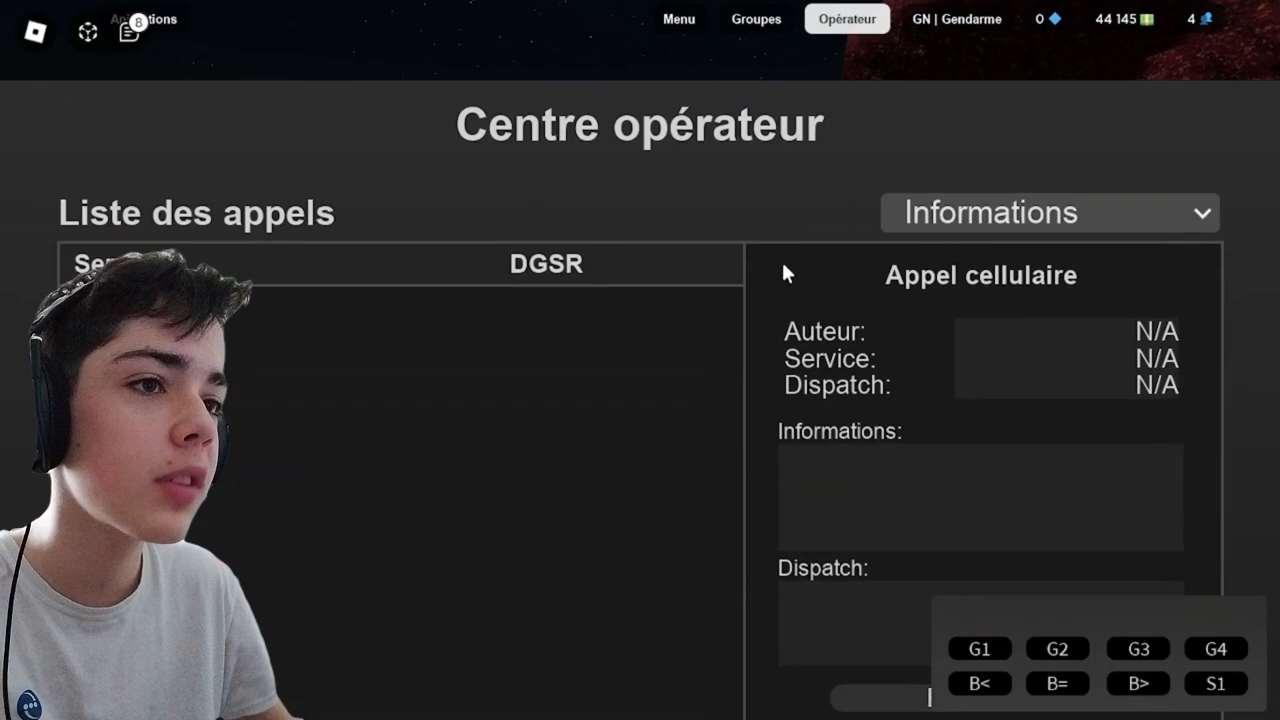 8
Menu
Groupes
Opérateur
GN | Gendarme
0
44 145
4
Centre opérateur
Liste des appels
Informations
DGSR
Appel cellulaire
Auteur: N/A
Service: N/A
Dispatch: N/A
Informations:
Dispatch:
G1 G2 G3 G4
B< B= B> S1